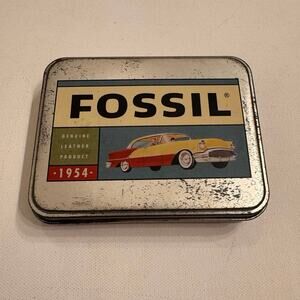 FOSSIL®
GENUINE
LEATHER
PRODUCT
·1954·